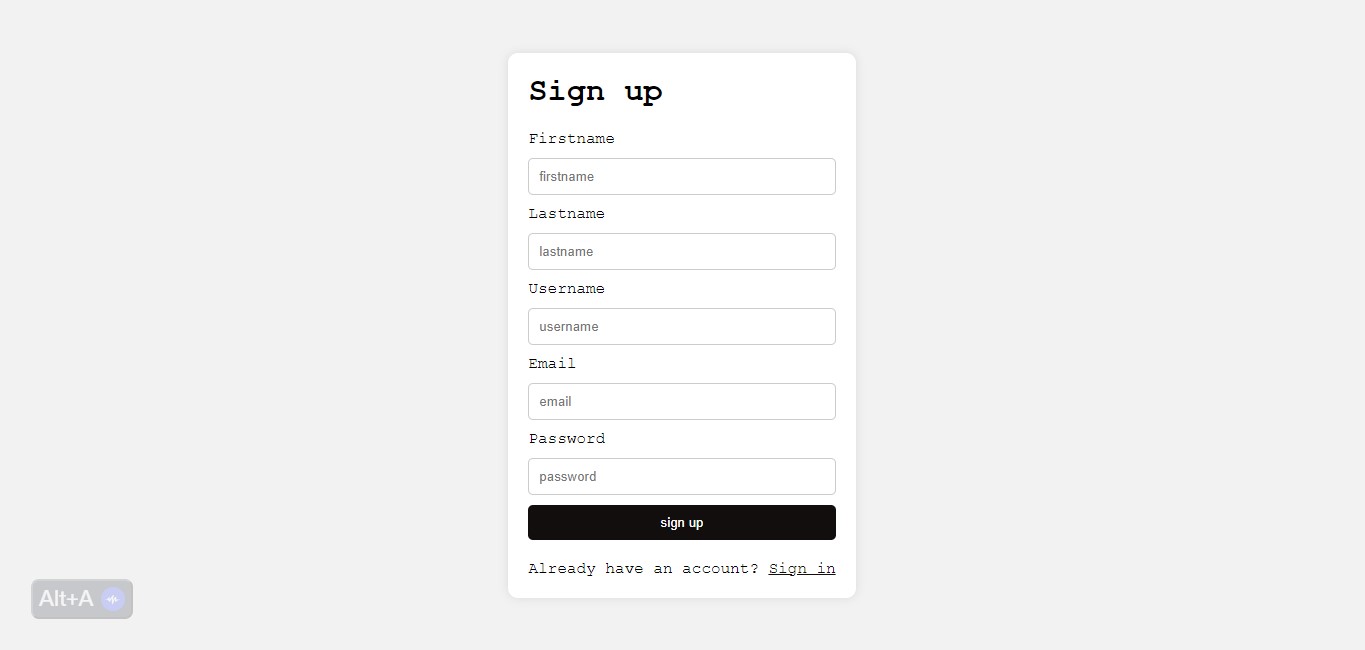 Sign up
Firstname
firstname
Lastname
lastname
Username
username
Email
email
Password
password
sign up
Already have an account? Sign in
Alt+A